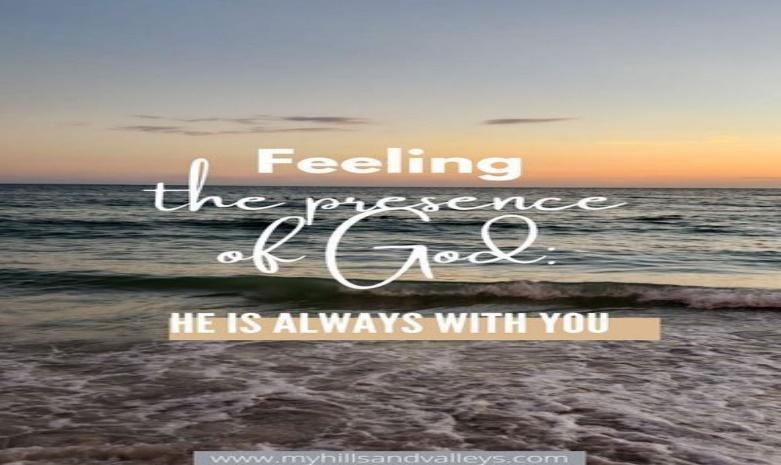 Feeling
the presence
of God:
HE IS ALWAYS WITH YOU
www.myhillsandvalleys.com